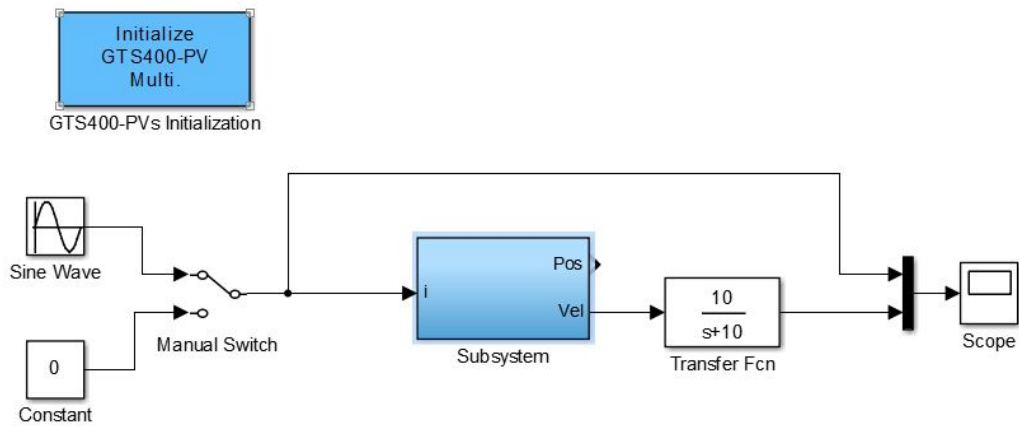 Initialize
GTS400-PV
Multi.
GTS400-PVs Initialization
Sine Wave
0
Constant
Manual Switch
i
Pos
Vel
Subsystem
10
s+10
Transfer Fcn
Scope